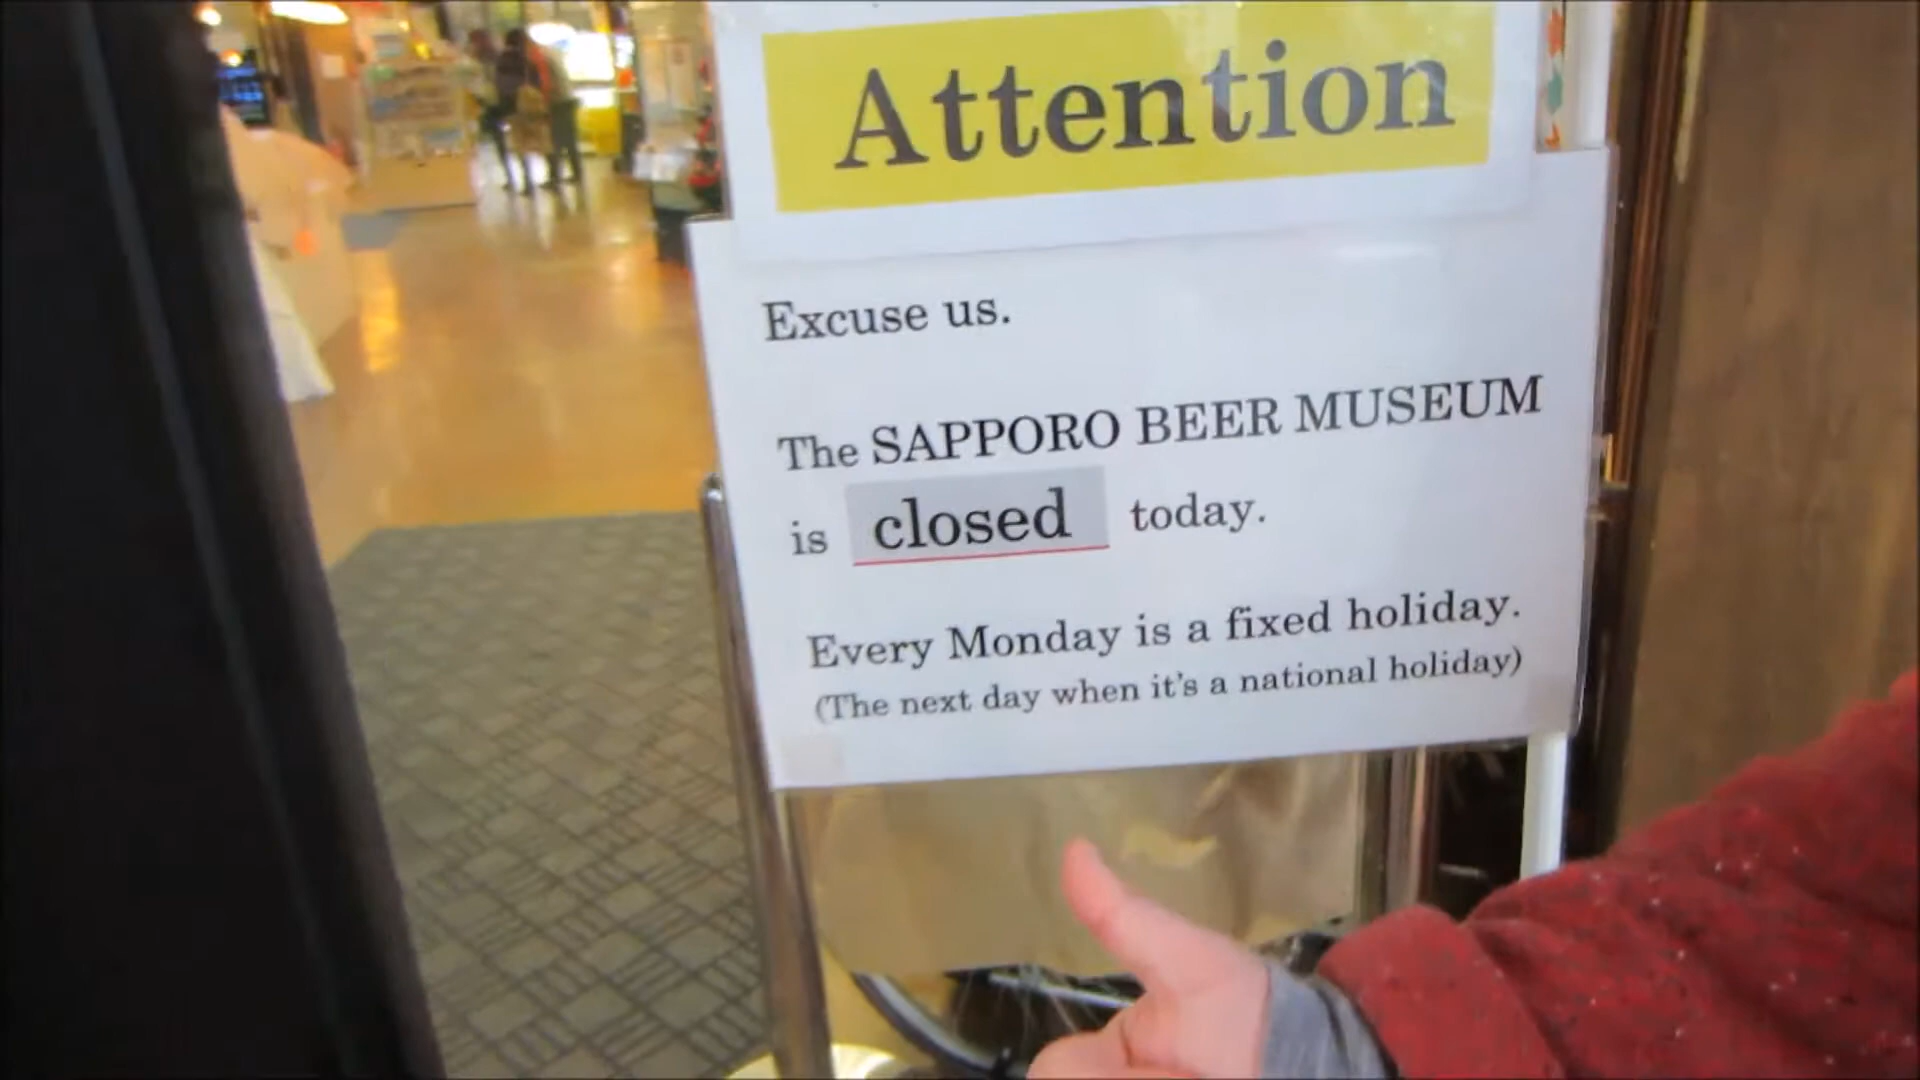 Attention
Excuse us.
The SAPPORO BEER MUSEUM
is closed today.
Every Monday is a fixed holiday.
(The next day when it's a national holiday)